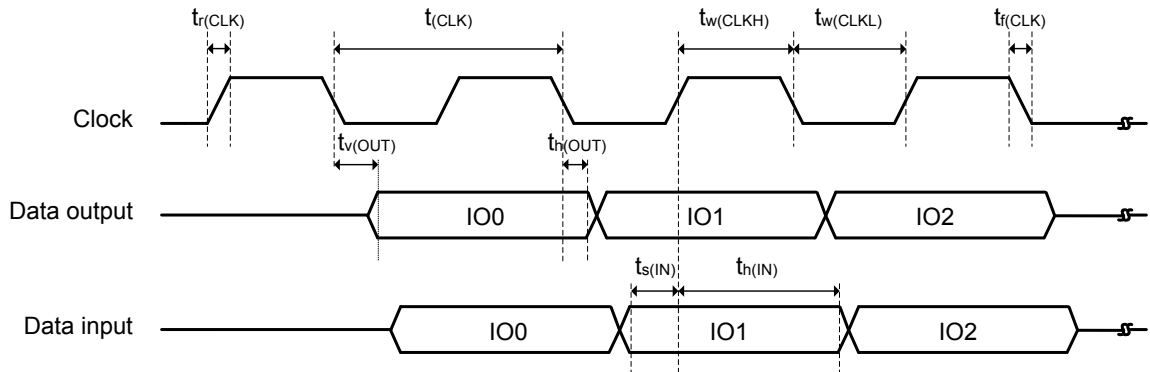 tr(CLK) t(CLK) tw(CLKH) tw(CLKL) tf(CLK)
Clock
tv(OUT) th(OUT)
Data output IO0 IO1 IO2
ts(IN) th(IN)
Data input IO0 IO1 IO2